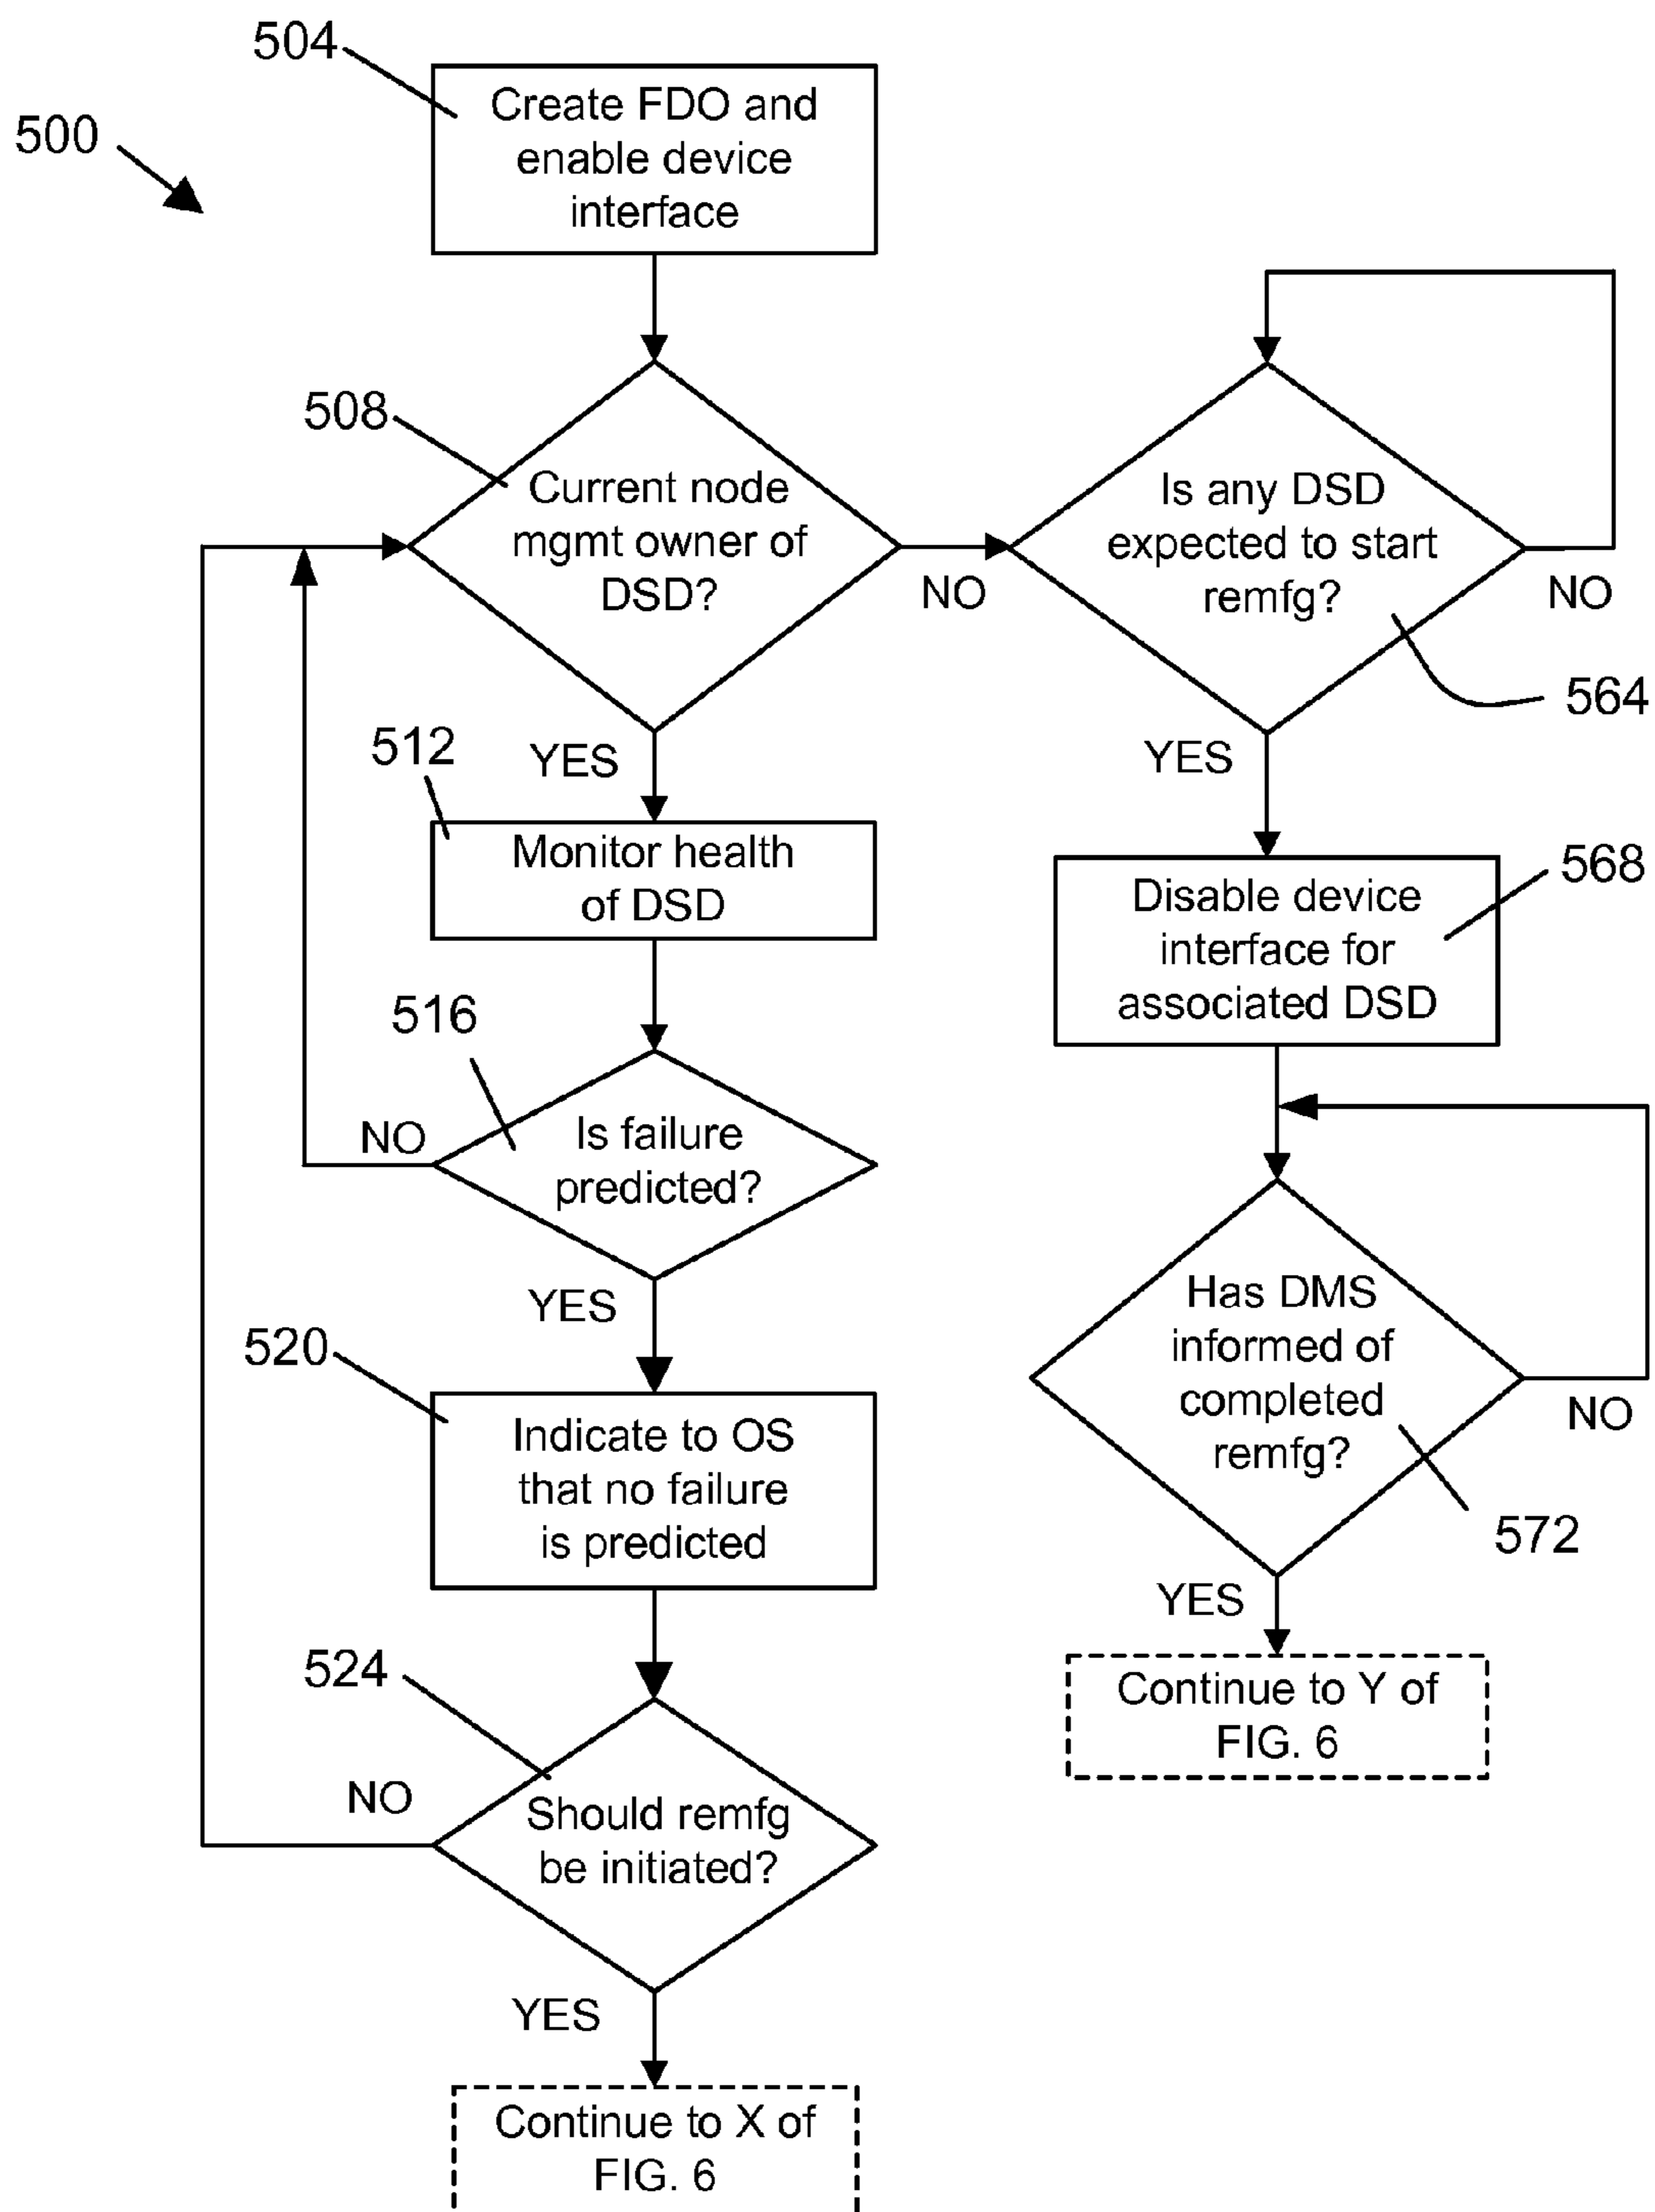 504
Create FDO and
enable device
interface
500
508
Current node
mgmt owner of
DSD?
NO
Is any DSD
expected to start
remfg?
NO
564
YES
512
Monitor health
of DSD
YES
568
Disable device
interface for
associated DSD
516
Is failure
predicted?
NO
YES
Has DMS
informed of
completed
remfg?
NO
572
YES
Continue to Y of
FIG. 6
520
Indicate to OS
that no failure
is predicted
524
Should remfg
be initiated?
NO
YES
Continue to X of
FIG. 6